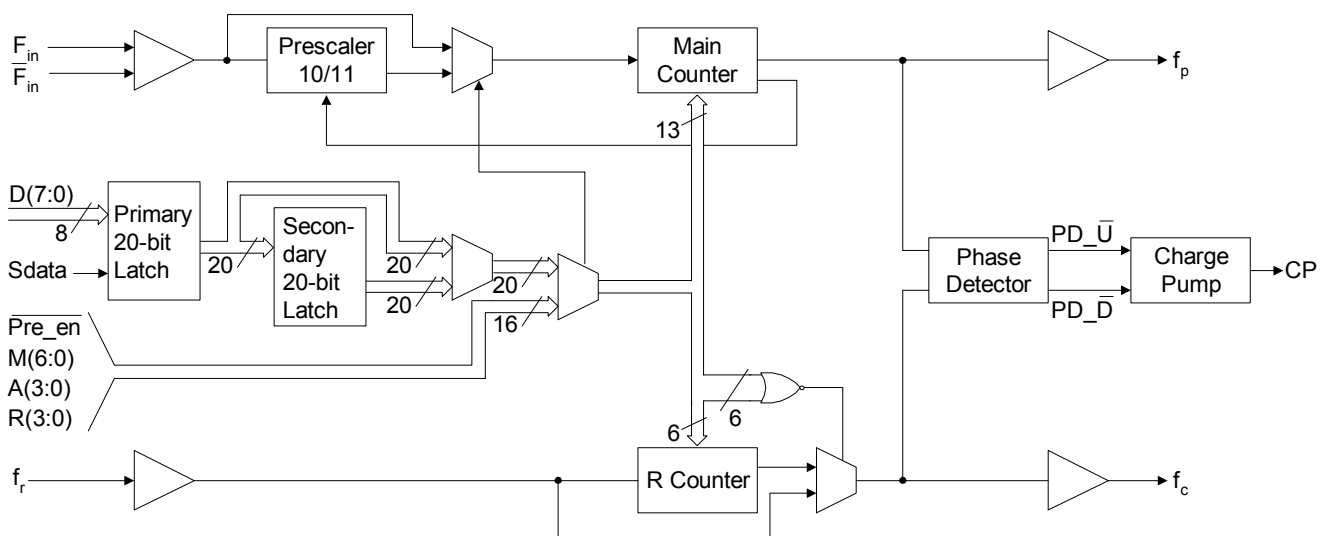 F_in
F̅_in
Prescaler
10/11
Main
Counter
f_p
13
D(7:0)
8
Sdata
Primary
20-bit
Latch
20
Secon-
dary
20-bit
Latch
20
20
20
16
P̅r̅e̅_̅e̅n̅
M(6:0)
A(3:0)
R(3:0)
Phase
Detector
PD_U̅
PD_D̅
Charge
Pump
CP
6
6
f_r
R Counter
f_c